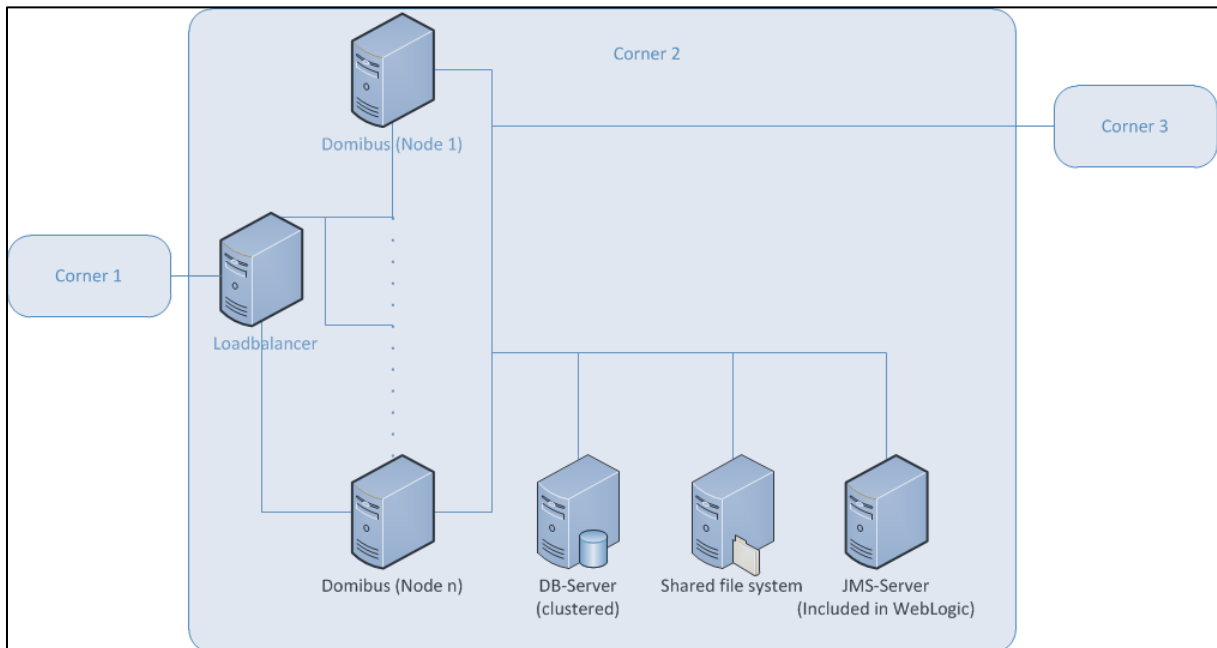 Corner 2
Domibus (Node 1)
Corner 3
Corner 1
Loadbalancer
Domibus (Node n)
DB-Server
(clustered)
Shared file system
JMS-Server
(Included in WebLogic)